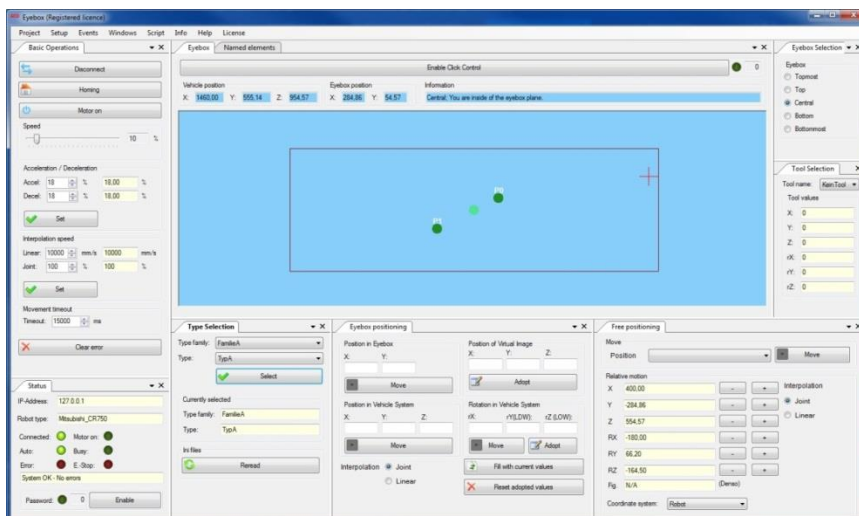 Eyebox (Registered licence)
Project Setup Events Windows Script Info Help License
Basic Operations
Disconnect
Homing
Motor on
Speed
10 %
Acceleration / Deceleration
Accel: 18 % 18,00 %
Decel: 18 % 18,00 %
Set
Interpolation speed
Linear: 10000 mm/s 10000 mm/s
Joint: 100 % 100 %
Set
Movement timeout
Timeout: 15000 ms
Clear error
Status
IP-Address: 127.0.0.1
Robot type: Mitsubishi_CR750
Connected Motor on:
Auto: Busy:
Error: E.-Stop:
System OK - No errors
Password: 0 Enable
Eyebox Named elements
Enable Click Control 0
Vehicle position Eyebox position Information
X: 1460,00 Y: 555,14 Z: 954,57 X: 284,86 Y: 54,57 Central: You are inside of the eyebox plane.
Type Selection
Type family: FamilieA
Type: TypA
Select
Currently selected
Type family: FamilieA
Type: TypA
Ini files
Reread
Eyebox positioning
Position in Eyebox Position of Virtual Image
X: Y: X: Y: Z:
Move Adopt
Position in Vehicle System Rotation in Vehicle System
X: Y: Z: rX: rY(LOW): rZ (LOW):
Move Move Adopt
Interpolation Joint Fill with current values
Linear Reset adopted values
Free positioning
Move
Position Move
Relative motion
X 400,00 - + Interpolation
Y -284,86 - + Joint
Z 554,57 - + Linear
RX -180,00 - +
RY 66,20 - +
RZ -164,50 - +
Fig. N/A (Denso)
Coordinate system: Robot
Eyebox Selection
Eyebox
Topmost
Top
Central
Bottom
Bottommost
Tool Selection
Tool name: KeinTool
Tool values
X: 0
Y: 0
Z: 0
rX: 0
rY: 0
rZ: 0